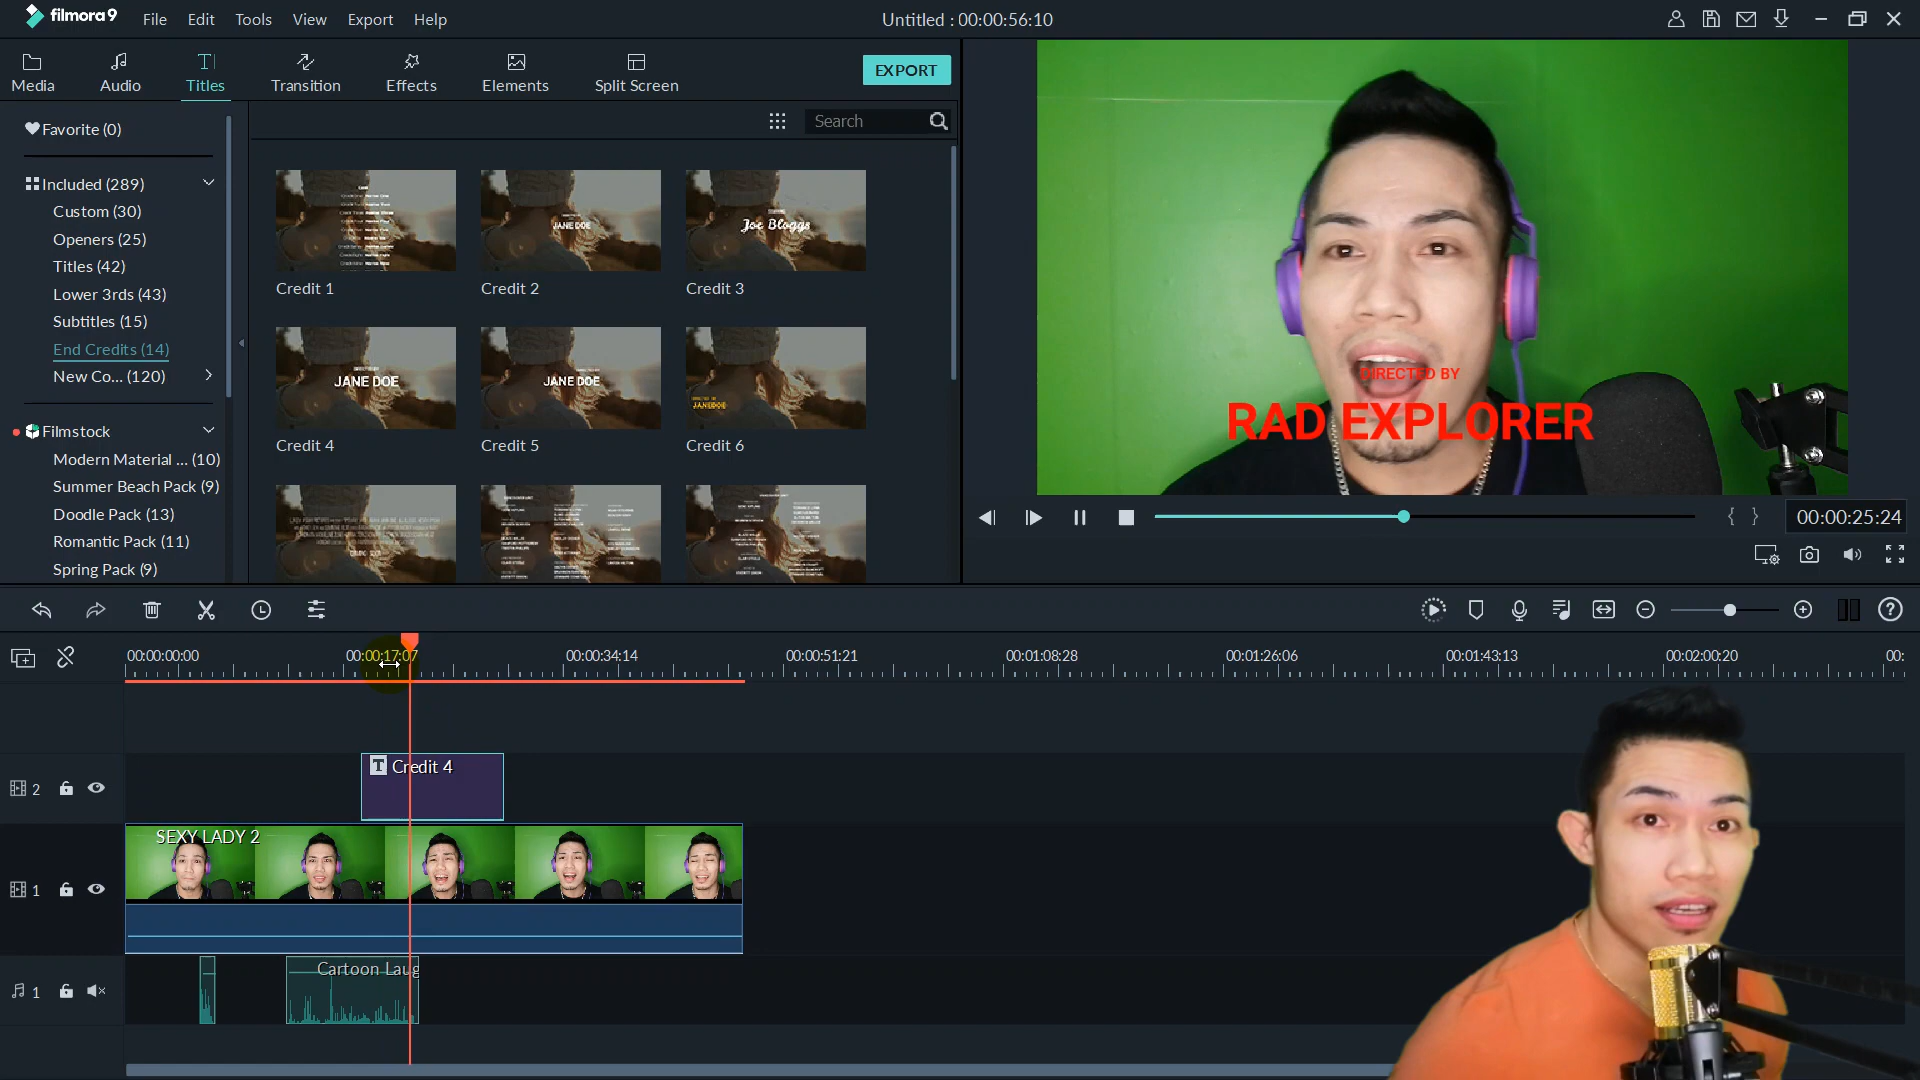 filmora9 File Edit Tools View Export Help Untitled : 00:00:56:10
Media Audio Titles Transition Effects Elements Split Screen EXPORT
Favorite (0)
Search
Included (289)
Custom (30)
Openers (25)
Titles (42)
Lower 3rds (43)
Subtitles (15)
End Credits (14)
New Co... (120)
Filmstock
Modern Material ... (10)
Summer Beach Pack (9)
Doodle Pack (13)
Romantic Pack (11)
Spring Pack (9)
JANE DOE
Joe Bloggs
Credit 1 Credit 2 Credit 3
JANE DOE
JANE DOE
JANE DOE
Credit 4 Credit 5 Credit 6
DIRECTED BY
RAD EXPLORER
{ } 00:00:25:24
00:00:00:00 00:00:17:07 00:00:34:14 00:00:51:21 00:01:08:28 00:01:26:06 00:01:43:13 00:02:00:20 00:
2 T Credit 4
SEXY LADY 2
1
Cartoon Laug
1